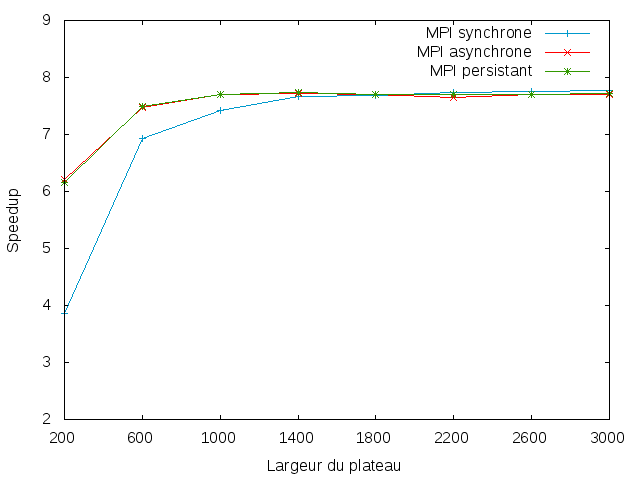 9
8
7
6
5
4
3
2
Speedup
MPI synchrone
MPI asynchrone
MPI persistant
200 600 1000 1400 1800 2200 2600 3000
Largeur du plateau